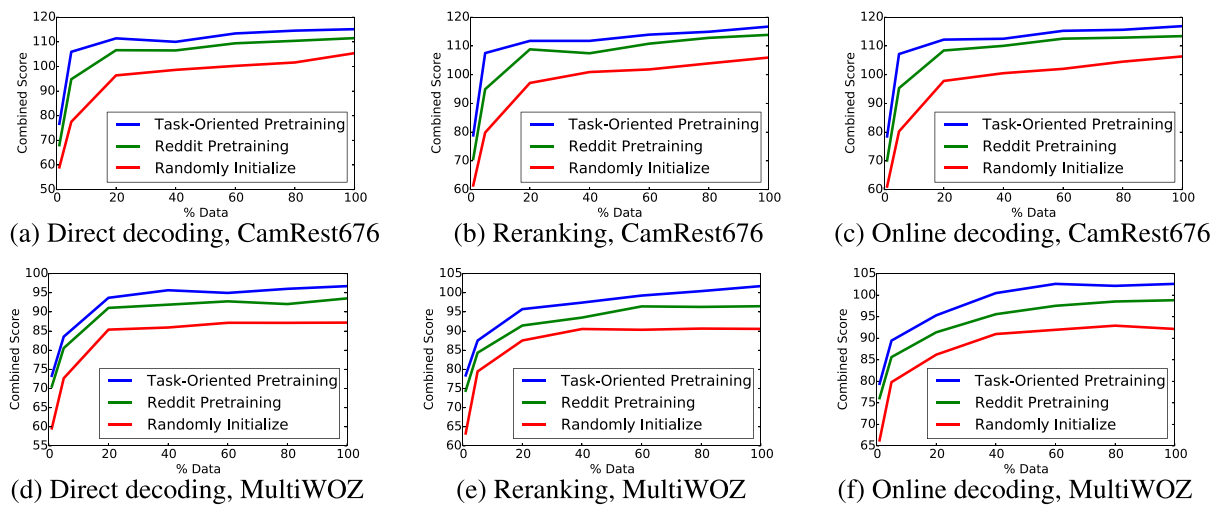 120
110
100
90
80
70
60
50
Combined Score
Task-Oriented Pretraining
Reddit Pretraining
Randomly Initialize
0 20 40 60 80 100
% Data
(a) Direct decoding, CamRest676
120
110
100
90
80
70
60
Combined Score
Task-Oriented Pretraining
Reddit Pretraining
Randomly Initialize
0 20 40 60 80 100
% Data
(b) Reranking, CamRest676
120
110
100
90
80
70
60
Combined Score
Task-Oriented Pretraining
Reddit Pretraining
Randomly Initialize
0 20 40 60 80 100
% Data
(c) Online decoding, CamRest676
100
95
90
85
80
75
70
65
60
55
Combined Score
Task-Oriented Pretraining
Reddit Pretraining
Randomly Initialize
0 20 40 60 80 100
% Data
(d) Direct decoding, MultiWOZ
105
100
95
90
85
80
75
70
65
60
Combined Score
Task-Oriented Pretraining
Reddit Pretraining
Randomly Initialize
0 20 40 60 80 100
% Data
(e) Reranking, MultiWOZ
105
100
95
90
85
80
75
70
65
Combined Score
Task-Oriented Pretraining
Reddit Pretraining
Randomly Initialize
0 20 40 60 80 100
% Data
(f) Online decoding, MultiWOZ